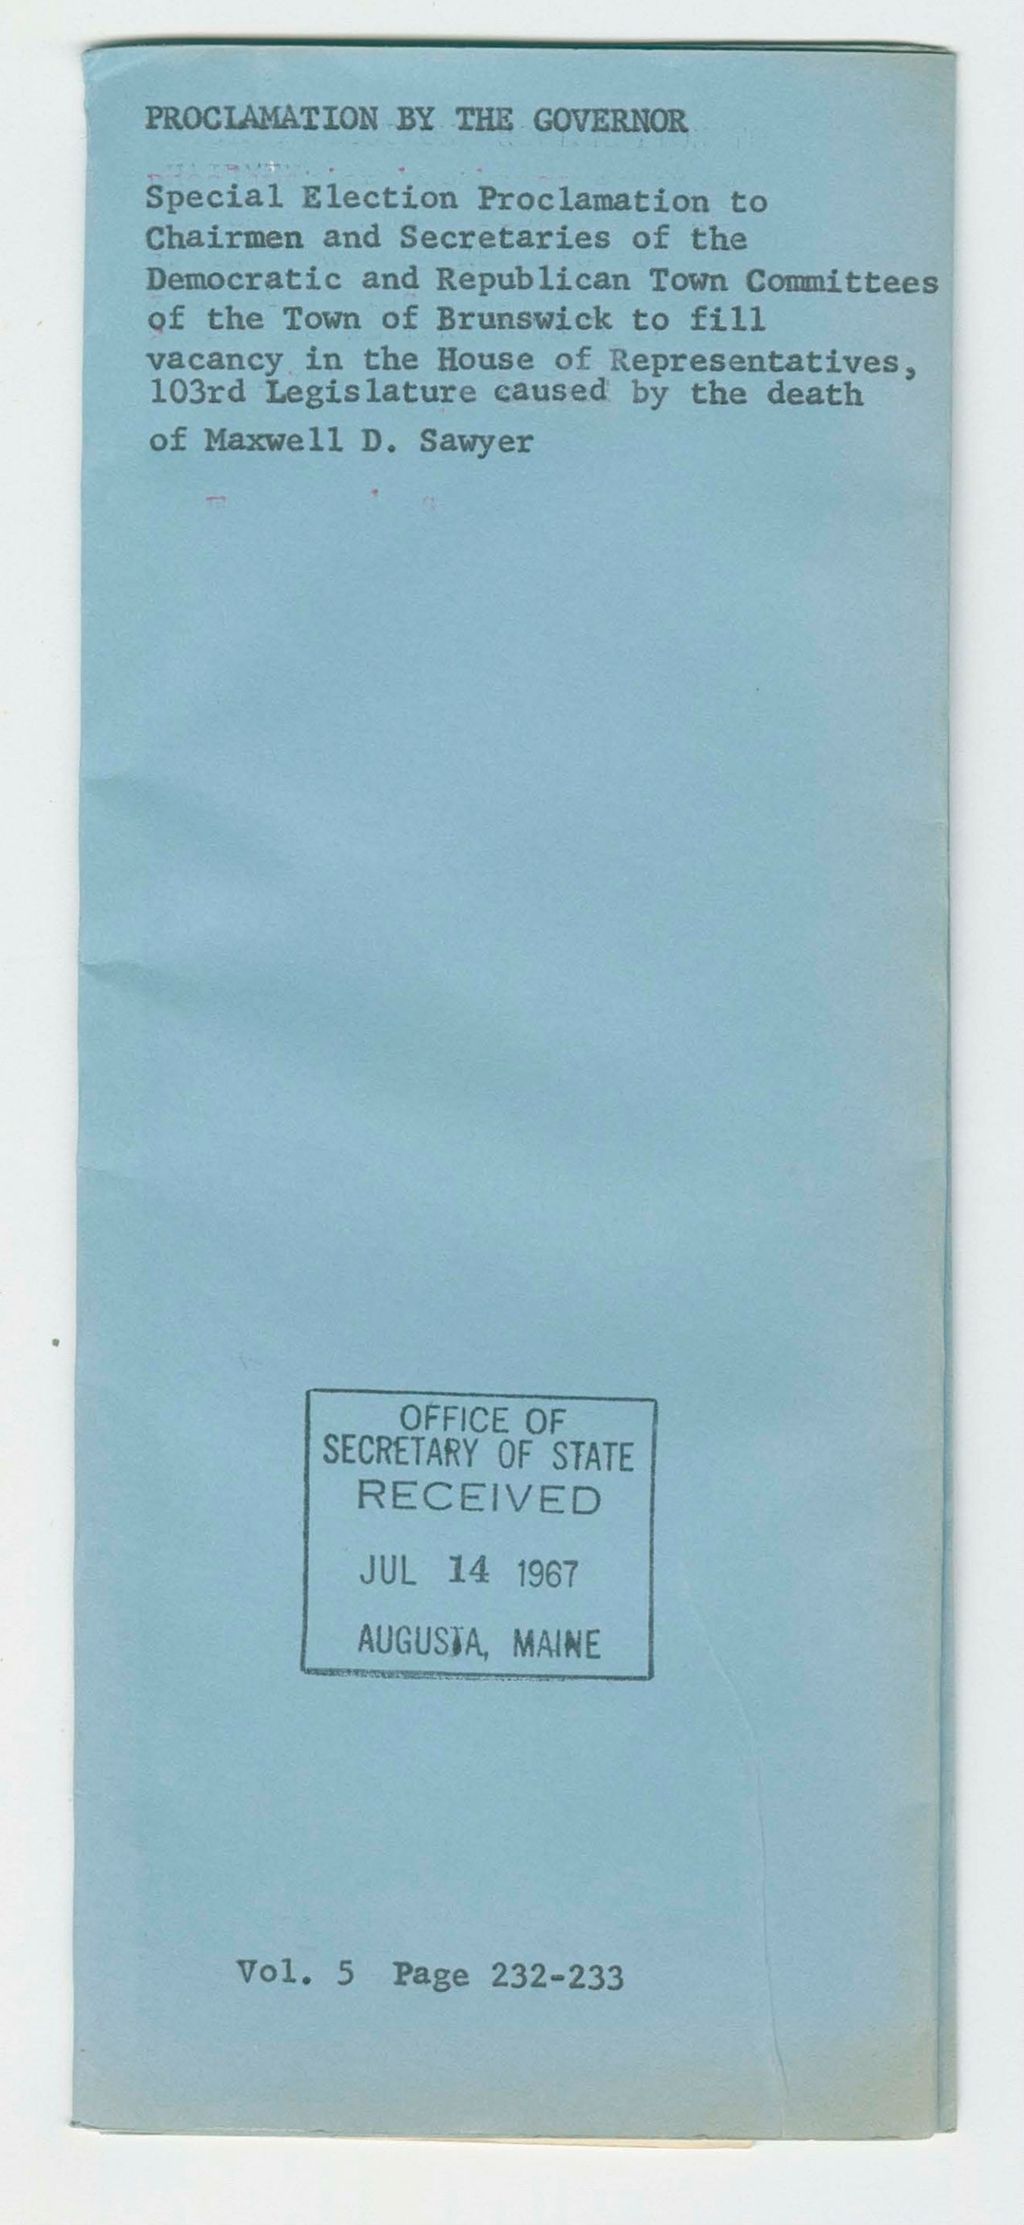 PROCLAMATION BY THE GOVERNOR
Special Election Proclamation to
Chairmen and Secretaries of the
Democratic and Republican Town Committees
of the Town of Brunswick to fill
vacancy in the House of Representatives,
103rd Legislature caused by the death
of Maxwell D. Sawyer
OFFICE OF
SECRETARY OF STATE
RECEIVED
JUL 14 1967
AUGUSTA, MAINE
Vol. 5 Page 232-233